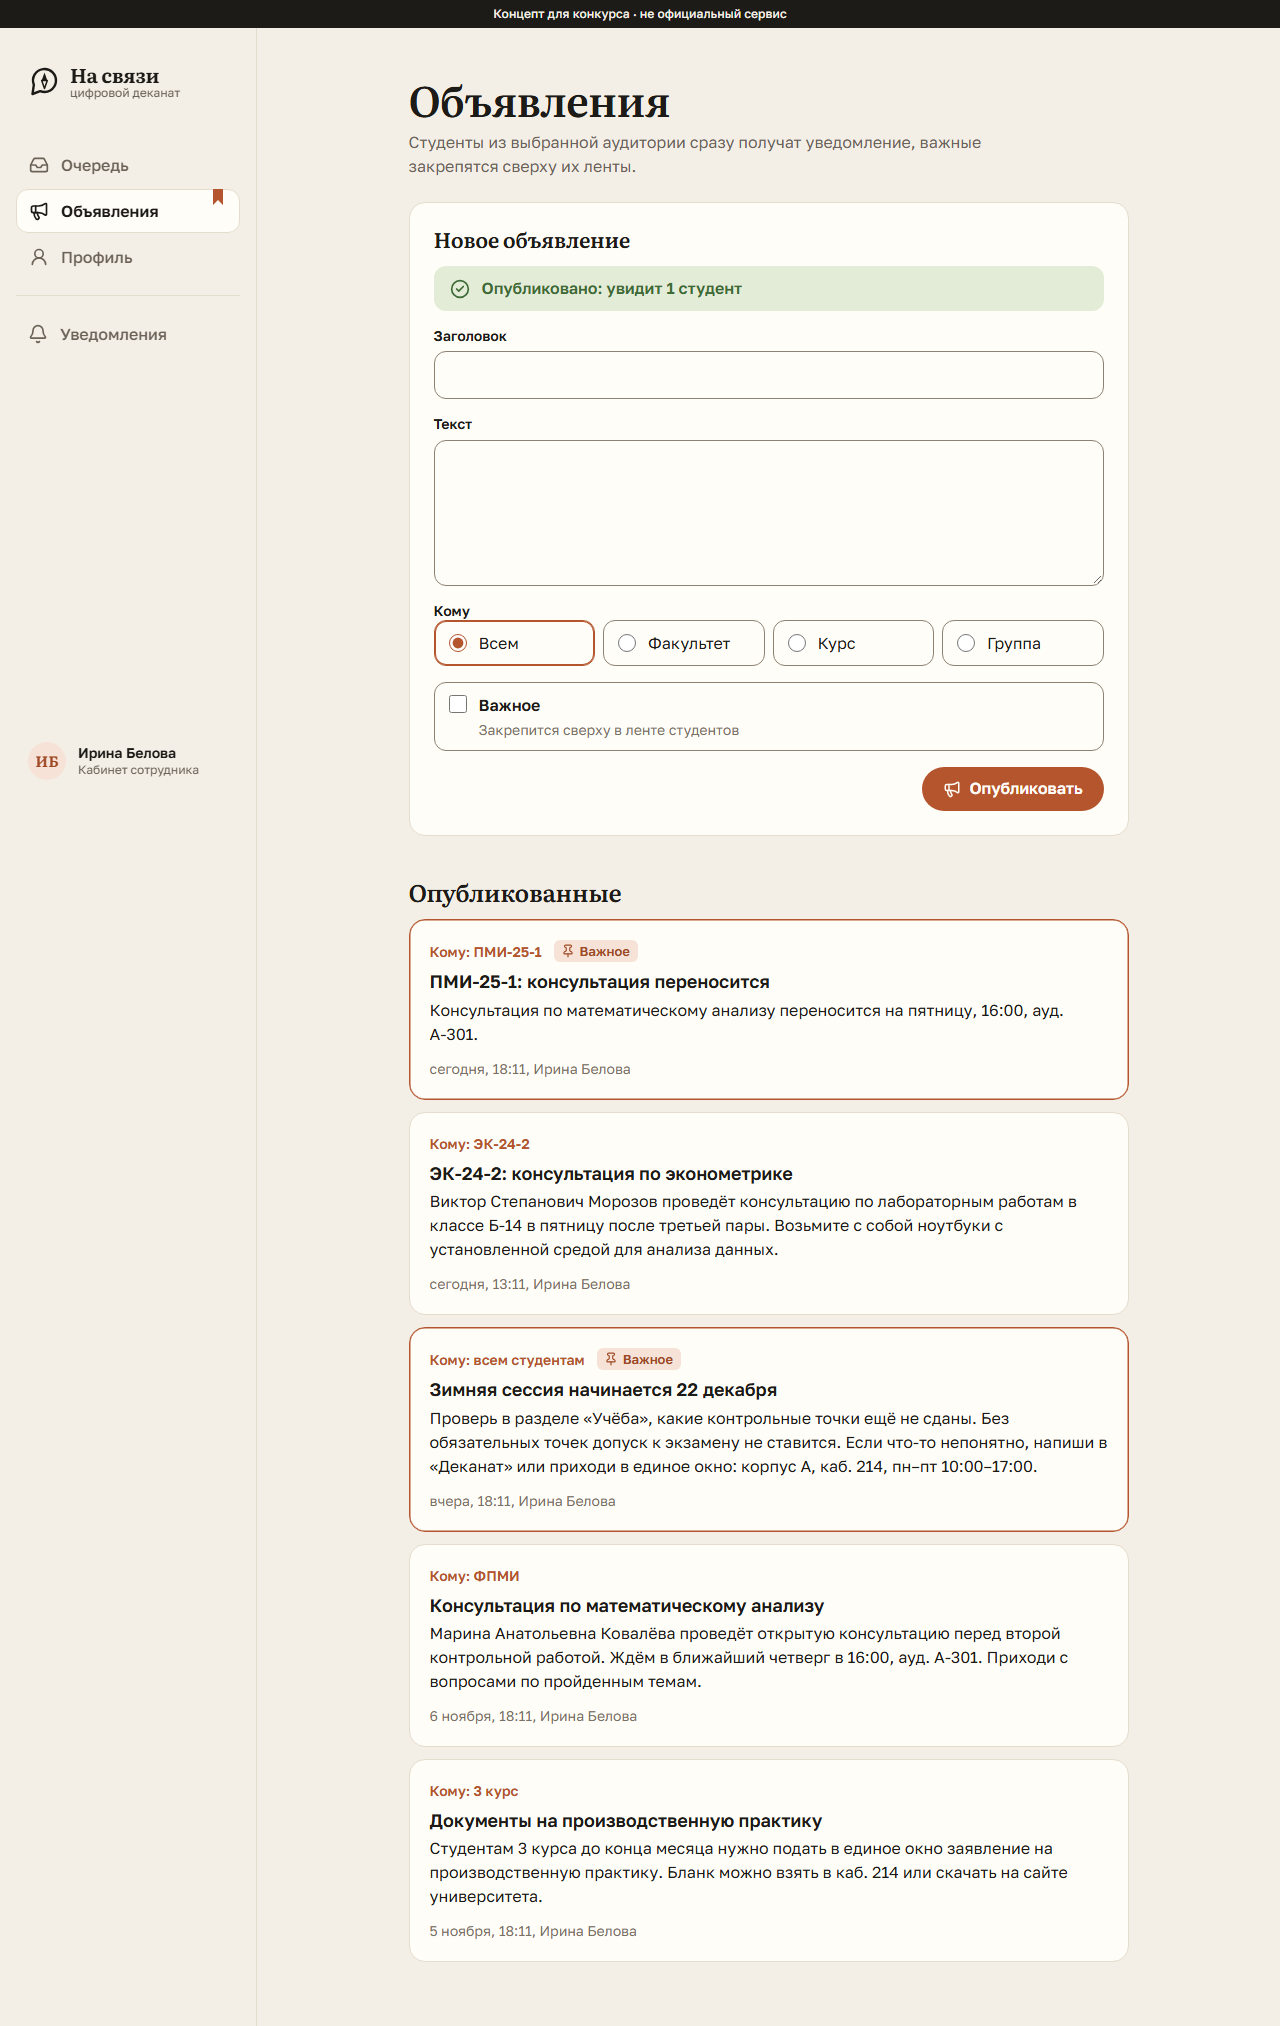 Концепт для конкурса · не официальный сервис
На связи
цифровой деканат
Очередь
Объявления
Профиль
Уведомления
ИБ
Ирина Белова
Кабинет сотрудника
Объявления
Студенты из выбранной аудитории сразу получат уведомление, важные
закрепятся сверху их ленты.
Новое объявление
Опубликовано: увидит 1 студент
Заголовок
Текст
Кому
Всем
Факультет
Курс
Группа
Важное
Закрепится сверху в ленте студентов
Опубликовать
Опубликованные
Кому: ПМИ-25-1 Важное
ПМИ-25-1: консультация переносится
Консультация по математическому анализу переносится на пятницу, 16:00, ауд.
А-301.
сегодня, 18:11, Ирина Белова
Кому: ЭК-24-2
ЭК-24-2: консультация по эконометрике
Виктор Степанович Морозов проведёт консультацию по лабораторным работам в
классе Б-14 в пятницу после третьей пары. Возьмите с собой ноутбуки с
установленной средой для анализа данных.
сегодня, 13:11, Ирина Белова
Кому: всем студентам Важное
Зимняя сессия начинается 22 декабря
Проверь в разделе «Учёба», какие контрольные точки ещё не сданы. Без
обязательных точек допуск к экзамену не ставится. Если что-то непонятно, напиши в
«Деканат» или приходи в единое окно: корпус А, каб. 214, пн–пт 10:00–17:00.
вчера, 18:11, Ирина Белова
Кому: ФПМИ
Консультация по математическому анализу
Марина Анатольевна Ковалёва проведёт открытую консультацию перед второй
контрольной работой. Ждём в ближайший четверг в 16:00, ауд. А-301. Приходи с
вопросами по пройденным темам.
6 ноября, 18:11, Ирина Белова
Кому: 3 курс
Документы на производственную практику
Студентам 3 курса до конца месяца нужно подать в единое окно заявление на
производственную практику. Бланк можно взять в каб. 214 или скачать на сайте
университета.
5 ноября, 18:11, Ирина Белова